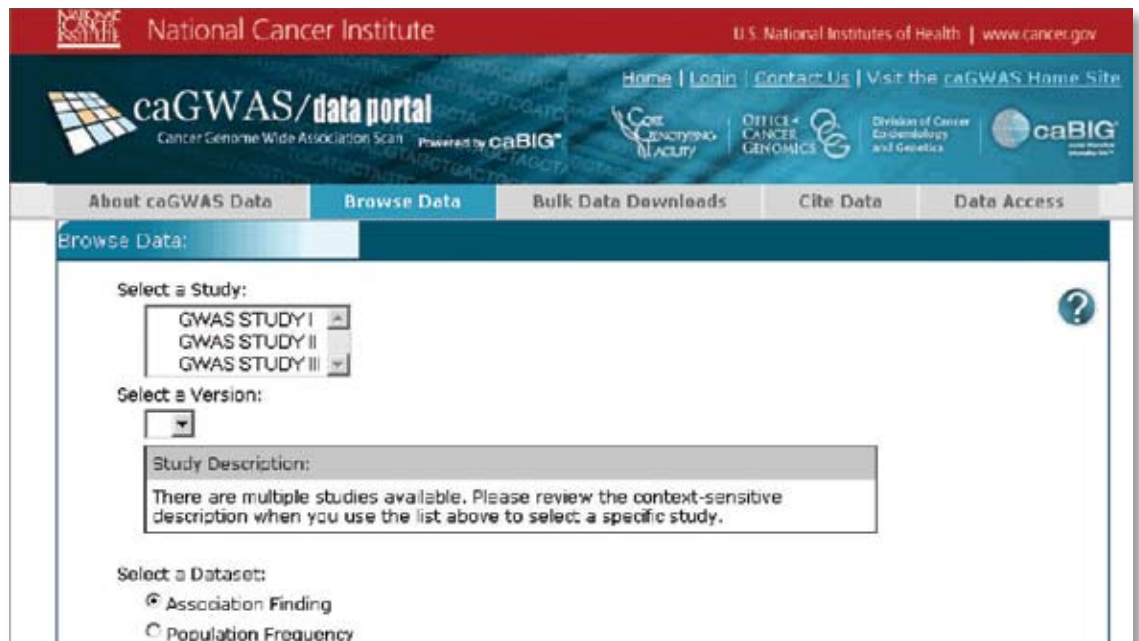 National Cancer Institute
U.S. National Institutes of Health | www.cancer.gov
Home | Login | Contact Us | Visit the caGWAS Home Site
caGWAS/data portal
Cancer Genome Wide Association Scan Powered by caBIG™
CORE GENOTYPING FACILITY
OFFICE OF CANCER GENOMICS
Division of Cancer Epidemiology and Genetics
caBIG
About caGWAS Data Browse Data Bulk Data Downloads Cite Data Data Access
Browse Data:
Select a Study:
GWAS STUDY I
GWAS STUDY II
GWAS STUDY III
?
Select a Version:
Study Description:
There are multiple studies available. Please review the context-sensitive
description when you use the list above to select a specific study.
Select a Dataset:
Association Finding
Population Frequency